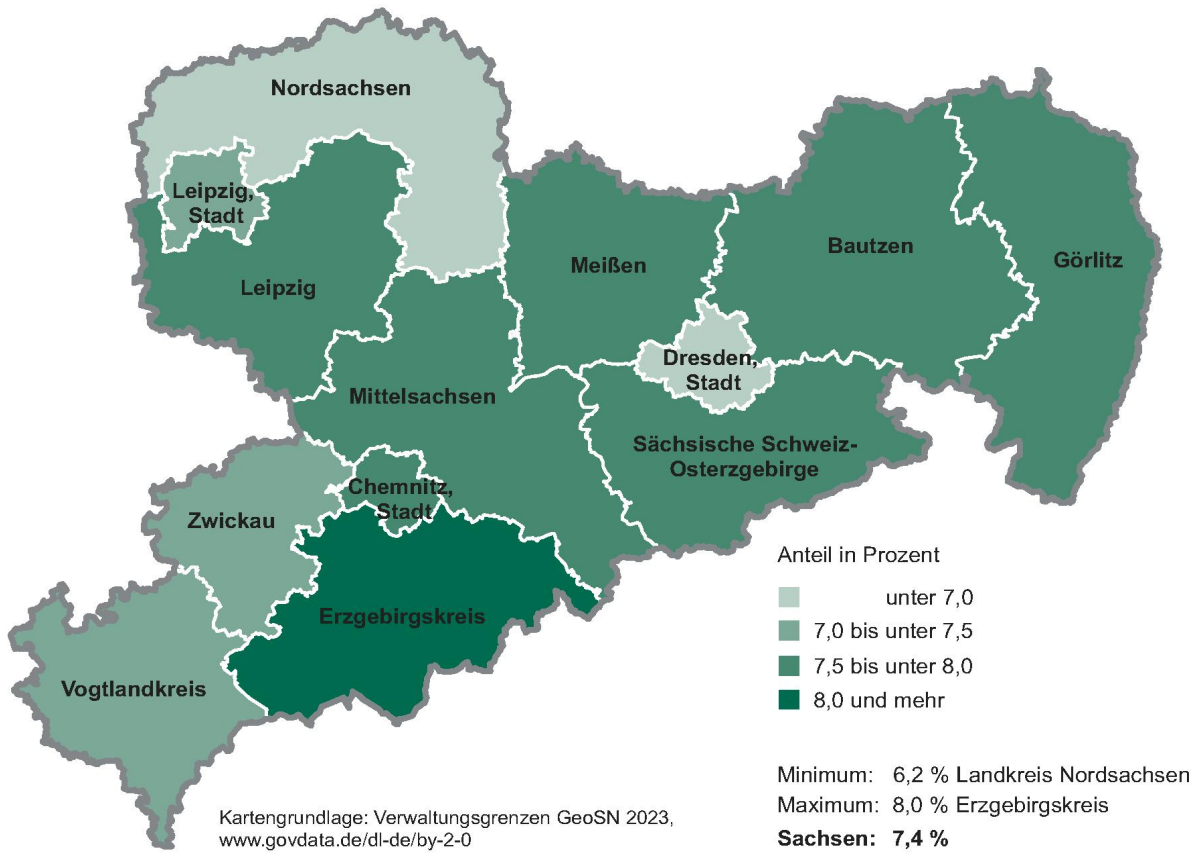 Nordsachsen
Leipzig,
Stadt
Leipzig
Meißen
Bautzen
Görlitz
Dresden,
Stadt
Mittelsachsen
Sächsische Schweiz-
Osterzgebirge
Chemnitz,
Stadt
Zwickau
Erzgebirgskreis
Vogtlandkreis
Anteil in Prozent
unter 7,0
7,0 bis unter 7,5
7,5 bis unter 8,0
8,0 und mehr
Minimum: 6,2 % Landkreis Nordsachsen
Maximum: 8,0 % Erzgebirgskreis
Sachsen: 7,4 %
Kartengrundlage: Verwaltungsgrenzen GeoSN 2023,
www.govdata.de/dl-de/by-2-0